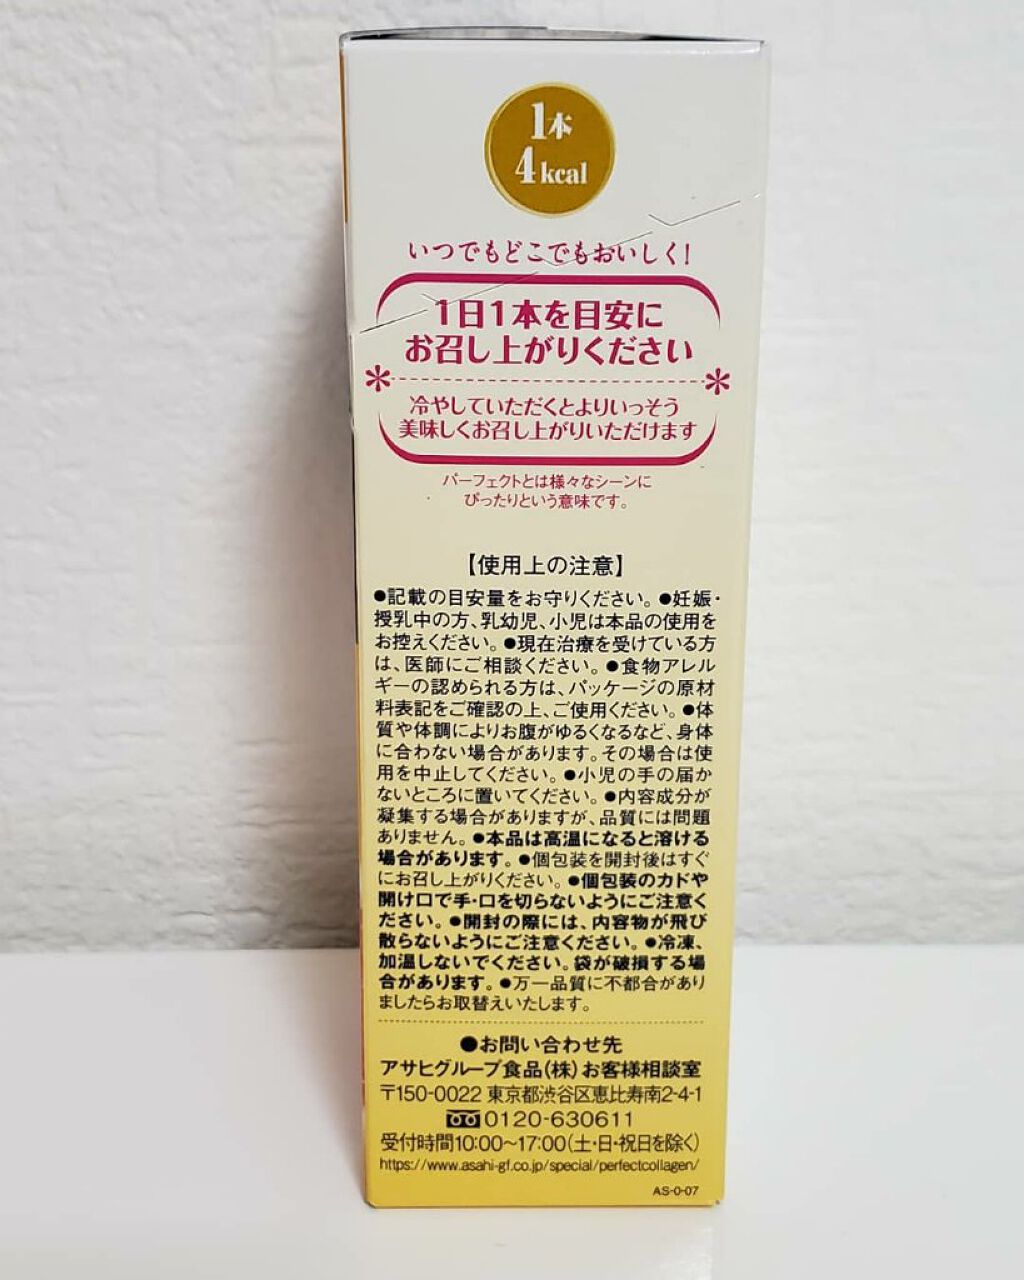 1本
4kcal
いつでもどこでもおいしく!
1日1本を目安に
お召し上がりください
冷やしていただくとよりいっそう
美味しくお召し上がりいただけます
パーフェクトとは様々なシーンに
ぴったりという意味です。
【使用上の注意】
●記載の目安量をお守りください。●妊娠・
授乳中の方、乳幼児、小児は本品の使用を
お控えください。●現在治療を受けている方
は、医師にご相談ください。●食物アレル
ギーの認められる方は、パッケージの原材
料表記をご確認の上、ご使用ください。●体
質や体調によりお腹がゆるくなるなど、身体
に合わない場合があります。その場合は使
用を中止してください。●小児の手の届か
ないところに置いてください。●内容成分が
凝集する場合がありますが、品質には問題
ありません。●本品は高温になると溶ける
場合があります。●個包装を開封後はすぐ
にお召し上がりください。●個包装のカドや
開け口で手・口を切らないようにご注意く
ださい。●開封の際には、内容物が飛び
散らないようにご注意ください。●冷凍、
加温しないでください。袋が破損する場
合があります。●万一品質に不都合があり
ましたらお取替えいたします。
●お問い合わせ先
アサヒグループ食品(株)お客様相談室
〒150-0022 東京都渋谷区恵比寿南2-4-1
0120-630611
受付時間10:00~17:00(土・日・祝日を除く)
https://www.asahi-gf.co.jp/special/perfectcollagen/
AS-0-07